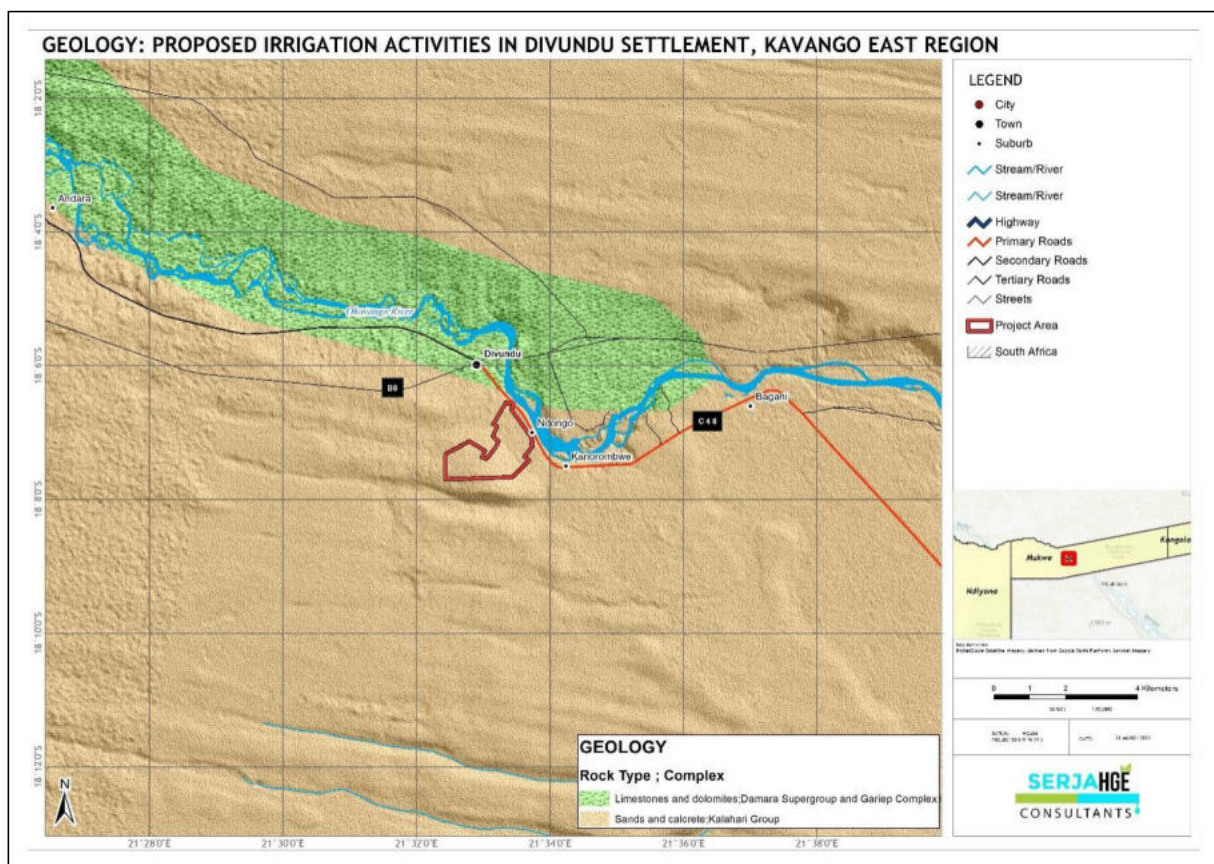 GEOLOGY: PROPOSED IRRIGATION ACTIVITIES IN DIVUNDU SETTLEMENT, KAVANGO EAST REGION
LEGEND
City
Town
Suburb
Stream/River
Stream/River
Highway
Primary Roads
Secondary Roads
Tertiary Roads
Streets
Project Area
South Africa
18°2'0"S
18°4'0"S
18°6'0"S
18°8'0"S
18°10'0"S
18°12'0"S
Andara
Okavango River
Divundu
B8
Ndongo
C48
Bagani
Kamorombwe
Mukwe
Kongola
Ndiyona
0 1 2 4 Kilometers
GEOLOGY
Rock Type ; Complex
Limestones and dolomites;Damara Supergroup and Gariep Complex
Sands and calcrete;Kalahari Group
N
21°28'0"E 21°30'0"E 21°32'0"E 21°34'0"E 21°36'0"E 21°38'0"E
DATE:
SERJA HGE
CONSULTANTS